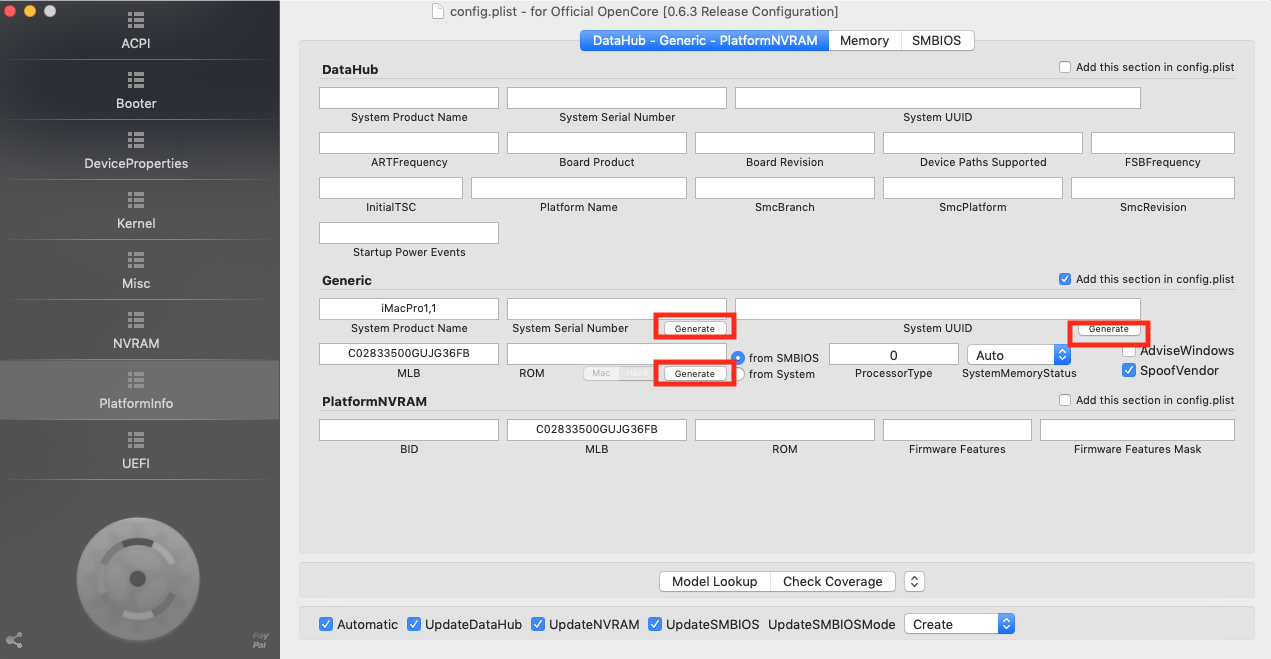 config.plist - for Official OpenCore [0.6.3 Release Configuration]
ACPI
Booter
DeviceProperties
Kernel
Misc
NVRAM
PlatformInfo
UEFI
Pay
Pal
DataHub - Generic - PlatformNVRAM Memory SMBIOS
DataHub Add this section in config.plist
System Product Name System Serial Number System UUID
ARTFrequency Board Product Board Revision Device Paths Supported FSBFrequency
InitialTSC Platform Name SmcBranch SmcPlatform SmcRevision
Startup Power Events
Generic Add this section in config.plist
iMacPro1,1
System Product Name System Serial Number Generate System UUID Generate
C02833500GUJG36FB from SMBIOS 0 Auto AdviseWindows
MLB ROM Mac Hack Generate from System ProcessorType SystemMemoryStatus SpoofVendor
PlatformNVRAM Add this section in config.plist
C02833500GUJG36FB
BID MLB ROM Firmware Features Firmware Features Mask
Model Lookup Check Coverage
Automatic UpdateDataHub UpdateNVRAM UpdateSMBIOS UpdateSMBIOSMode Create